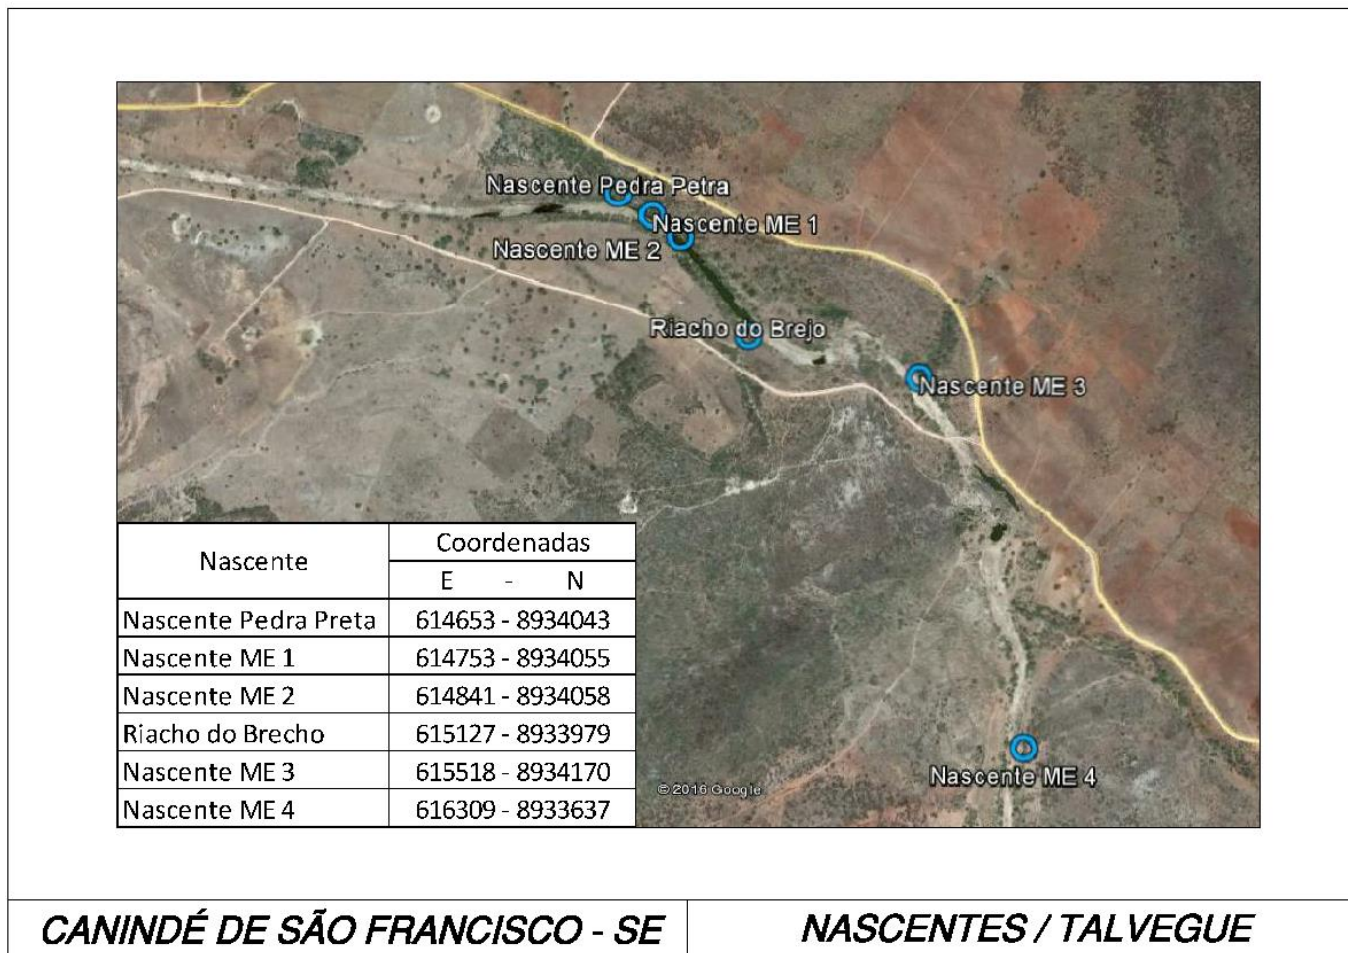 Nascente Pedra Petra
Nascente ME 1
Nascente ME 2
Riacho do Brejo
Nascente ME 3
Nascente ME 4
© 2016 Google
Nascente Coordenadas
E - N
Nascente Pedra Preta 614653 - 8934043
Nascente ME 1 614753 - 8934055
Nascente ME 2 614841 - 8934058
Riacho do Brecho 615127 - 8933979
Nascente ME 3 615518 - 8934170
Nascente ME 4 616309 - 8933637
CANINDÉ DE SÃO FRANCISCO - SE
NASCENTES / TALVEGUE